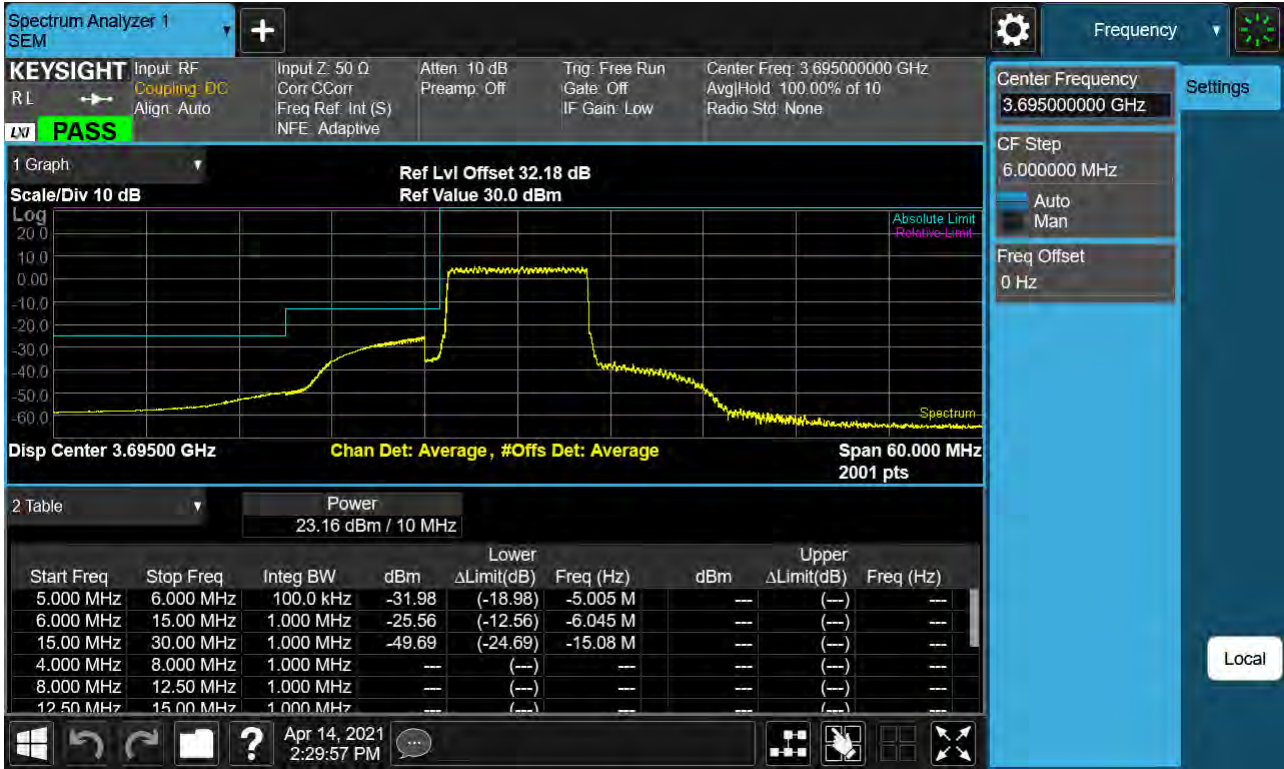 Spectrum Analyzer 1
SEM
+
Frequency
KEYSIGHT
R L
LXI
PASS
Input: RF
Coupling: DC
Align: Auto
Input Z: 50 Ω
Corr CCorr
Freq Ref: Int (S)
NFE: Adaptive
Atten: 10 dB
Preamp: Off
Trig: Free Run
Gate: Off
IF Gain: Low
Center Freq: 3.695000000 GHz
Avg|Hold: 100.00% of 10
Radio Std: None
Center Frequency
3.695000000 GHz
Settings
CF Step
6.000000 MHz
Auto
Man
Freq Offset
0 Hz
Local
1 Graph
Scale/Div 10 dB
Ref Lvl Offset 32.18 dB
Ref Value 30.0 dBm
Log
20.0
10.0
0.00
-10.0
-20.0
-30.0
-40.0
-50.0
-60.0
Absolute Limit
Relative Limit
Spectrum
Disp Center 3.69500 GHz
Chan Det: Average, #Offs Det: Average
Span 60.000 MHz
2001 pts
2 Table
Power
23.16 dBm / 10 MHz
Lower Upper
Start Freq Stop Freq Integ BW dBm ΔLimit(dB) Freq (Hz) dBm ΔLimit(dB) Freq (Hz)
5.000 MHz 6.000 MHz 100.0 kHz -31.98 (-18.98) -5.005 M --- (---) ---
6.000 MHz 15.00 MHz 1.000 MHz -25.56 (-12.56) -6.045 M --- (---) ---
15.00 MHz 30.00 MHz 1.000 MHz -49.69 (-24.69) -15.08 M --- (---) ---
4.000 MHz 8.000 MHz 1.000 MHz --- (---) --- --- (---) ---
8.000 MHz 12.50 MHz 1.000 MHz --- (---) --- --- (---) ---
12.50 MHz 15.00 MHz 1.000 MHz --- (---) --- --- (---) ---
?
Apr 14, 2021
2:29:57 PM